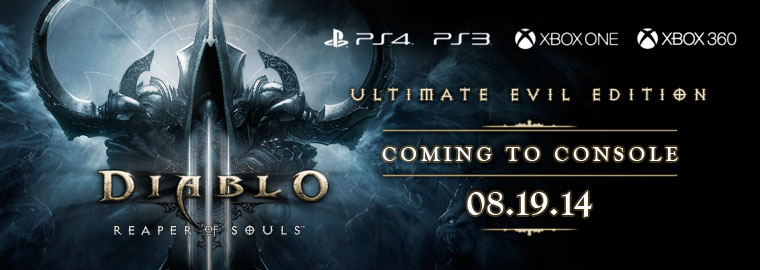 PS4 PS3 XBOX ONE XBOX 360
ULTIMATE EVIL EDITION
COMING TO CONSOLE
08.19.14
DIABLO III
REAPER OF SOULS™